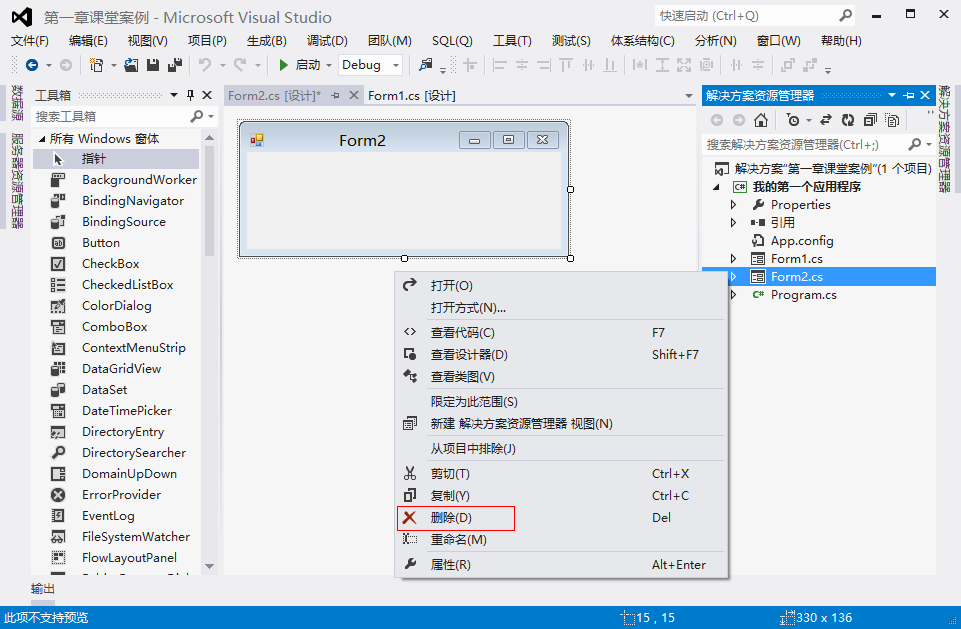 第一章课堂案例 - Microsoft Visual Studio
快速启动 (Ctrl+Q)
文件(F) 编辑(E) 视图(V) 项目(P) 生成(B) 调试(D) 团队(M) SQL(Q) 工具(T) 测试(S) 体系结构(C) 分析(N) 窗口(W) 帮助(H)
启动 Debug
数据源
服务器资源管理器
工具箱
搜索工具箱
所有 Windows 窗体
指针
BackgroundWorker
BindingNavigator
BindingSource
Button
CheckBox
CheckedListBox
ColorDialog
ComboBox
ContextMenuStrip
DataGridView
DataSet
DateTimePicker
DirectoryEntry
DirectorySearcher
DomainUpDown
ErrorProvider
EventLog
FileSystemWatcher
FlowLayoutPanel
Form2.cs [设计]* Form1.cs [设计]
Form2
打开(O)
打开方式(N)...
查看代码(C) F7
查看设计器(D) Shift+F7
查看类图(V)
限定为此范围(S)
新建 解决方案资源管理器 视图(N)
从项目中排除(J)
剪切(T) Ctrl+X
复制(Y) Ctrl+C
删除(D) Del
重命名(M)
属性(R) Alt+Enter
解决方案资源管理器
搜索解决方案资源管理器(Ctrl+;)
解决方案"第一章课堂案例"(1 个项目)
C# 我的第一个应用程序
Properties
引用
App.config
Form1.cs
Form2.cs
C# Program.cs
解决方案资源管理器
输出
此项不支持预览 15 , 15 330 x 136